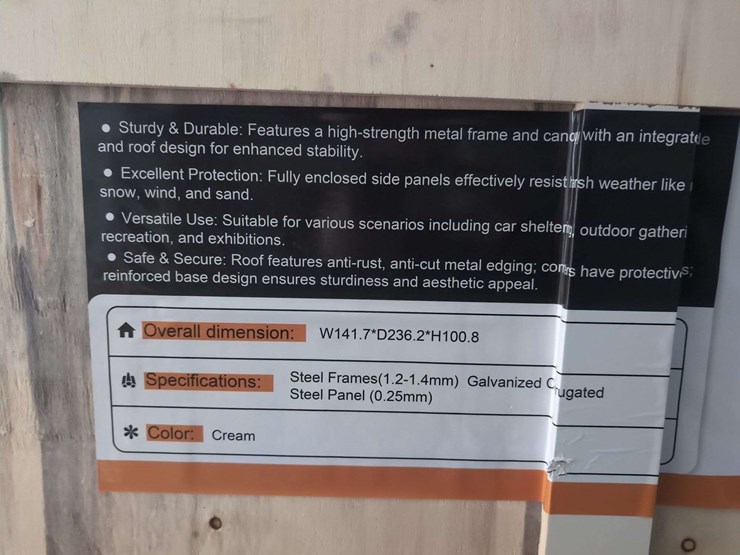 ● Sturdy & Durable: Features a high-strength metal frame and with an integrate
and roof design for enhanced stability.
● Excellent Protection: Fully enclosed side panels effectively resist weather like
snow, wind, and sand.
● Versatile Use: Suitable for various scenarios including car shelter outdoor gatheri
recreation, and exhibitions.
● Safe & Secure: Roof features anti-rust, anti-cut metal edging; have protective
reinforced base design ensures sturdiness and aesthetic appeal.
Overall dimension: W141.7*D236.2*H100.8
Specifications: Steel Frames(1.2-1.4mm) Galvanized C ugated
Steel Panel (0.25mm)
Color: Cream